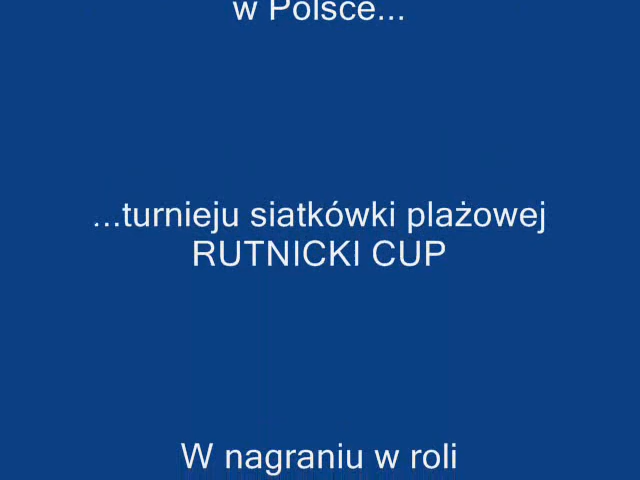 w Polsce...
...turnieju siatkówki plażowej
RUTNICKI CUP
W nagraniu w roli